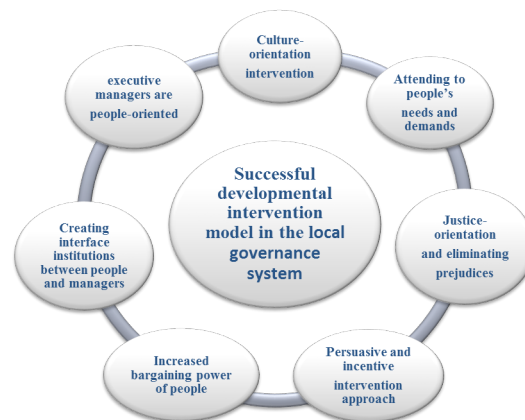 Culture-
orientation
intervention
Attending to
people's
needs and
demands
Justice-
orientation
and eliminating
prejudices
Persuasive and
incentive
intervention
approach
Increased
bargaining power
of people
Creating
interface
institutions
between people
and managers
executive
managers are
people-oriented
Successful
developmental
intervention
model in the local
governance
system